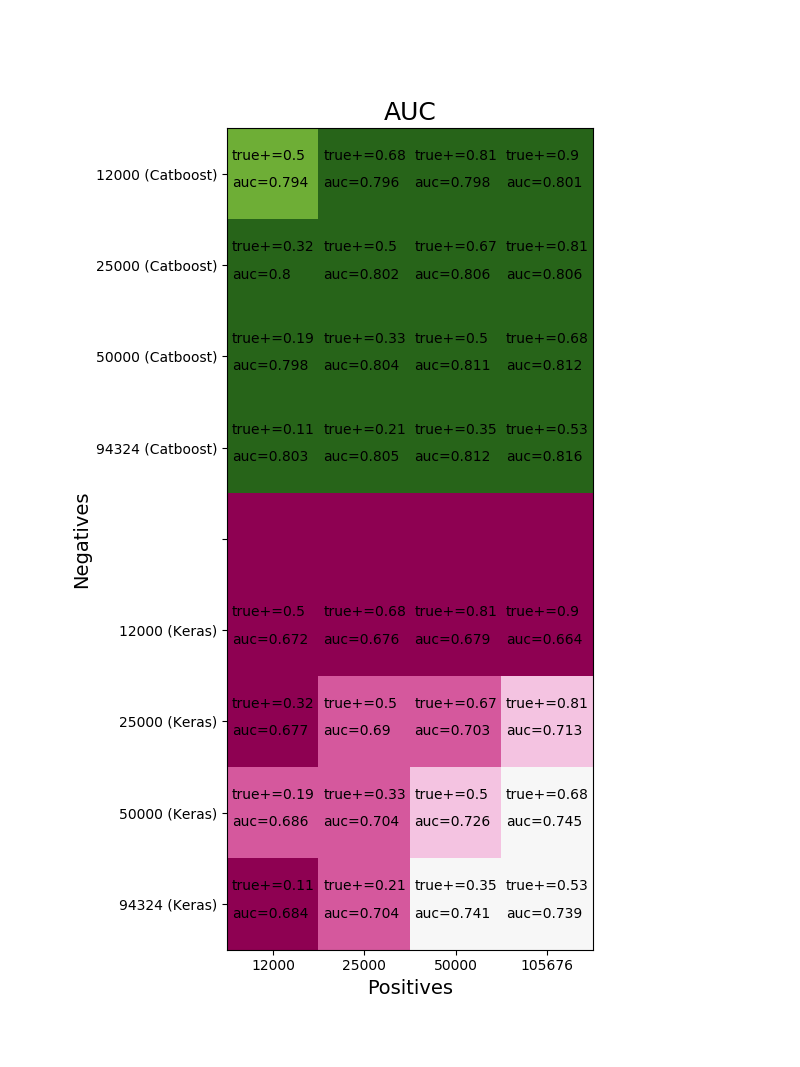 AUC
12000 (Catboost)
true+=0.5 true+=0.68 true+=0.81 true+=0.9
auc=0.794 auc=0.796 auc=0.798 auc=0.801
25000 (Catboost)
true+=0.32 true+=0.5 true+=0.67 true+=0.81
auc=0.8 auc=0.802 auc=0.806 auc=0.806
50000 (Catboost)
true+=0.19 true+=0.33 true+=0.5 true+=0.68
auc=0.798 auc=0.804 auc=0.811 auc=0.812
94324 (Catboost)
true+=0.11 true+=0.21 true+=0.35 true+=0.53
auc=0.803 auc=0.805 auc=0.812 auc=0.816
Negatives
12000 (Keras)
true+=0.5 true+=0.68 true+=0.81 true+=0.9
auc=0.672 auc=0.676 auc=0.679 auc=0.664
25000 (Keras)
true+=0.32 true+=0.5 true+=0.67 true+=0.81
auc=0.677 auc=0.69 auc=0.703 auc=0.713
50000 (Keras)
true+=0.19 true+=0.33 true+=0.5 true+=0.68
auc=0.686 auc=0.704 auc=0.726 auc=0.745
94324 (Keras)
true+=0.11 true+=0.21 true+=0.35 true+=0.53
auc=0.684 auc=0.704 auc=0.741 auc=0.739
12000 25000 50000 105676
Positives